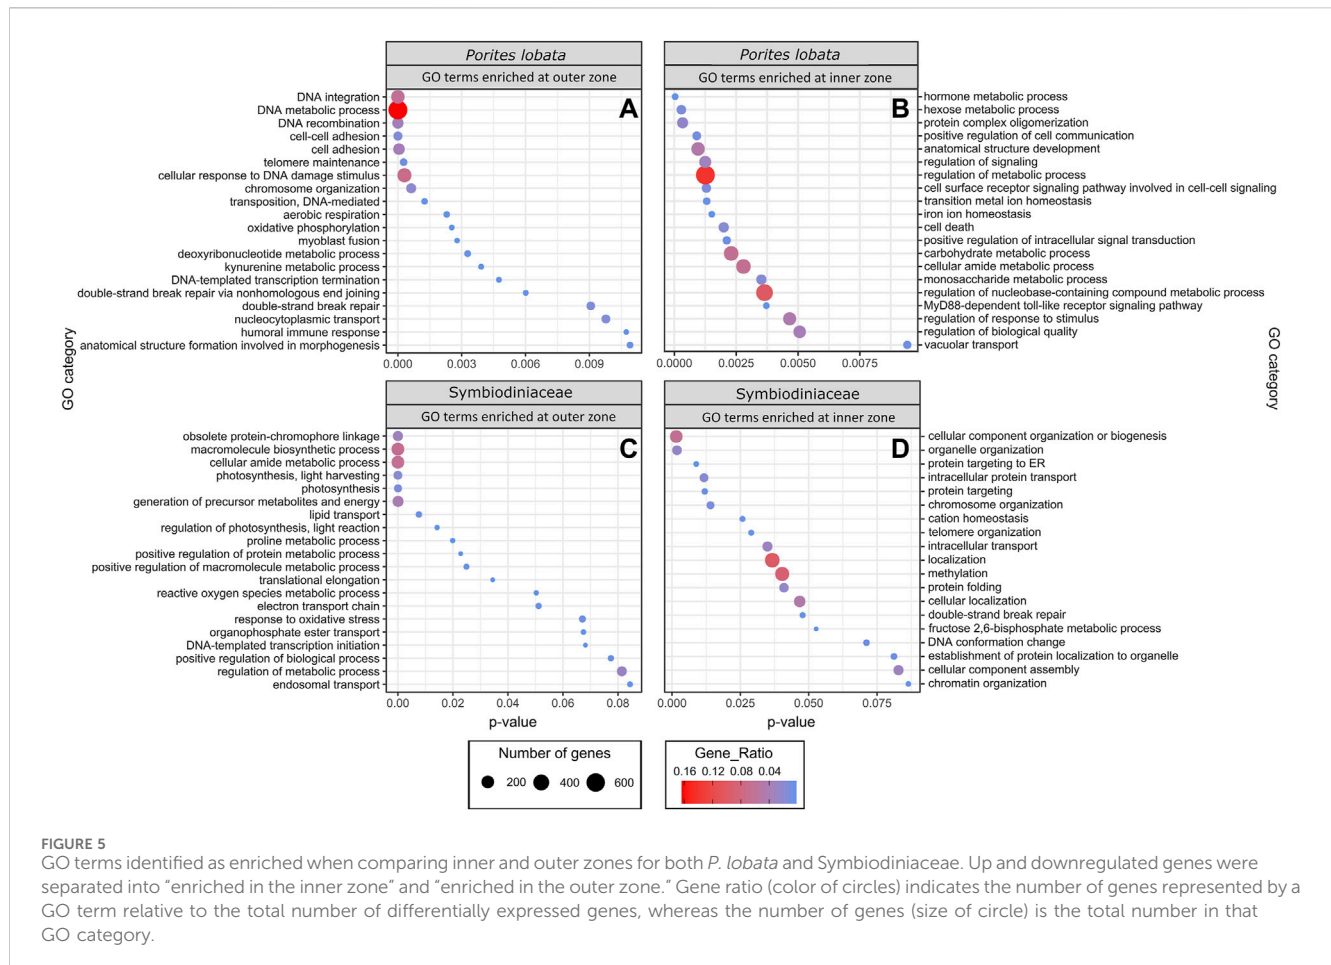 Porites lobata
GO terms enriched at outer zone
A
DNA integration
DNA metabolic process
DNA recombination
cell-cell adhesion
cell adhesion
telomere maintenance
cellular response to DNA damage stimulus
chromosome organization
transposition, DNA-mediated
aerobic respiration
oxidative phosphorylation
myoblast fusion
deoxyribonucleotide metabolic process
kynurenine metabolic process
DNA-templated transcription termination
double-strand break repair via nonhomologous end joining
double-strand break repair
nucleocytoplasmic transport
humoral immune response
anatomical structure formation involved in morphogenesis
0.000 0.003 0.006 0.009
GO category
Porites lobata
GO terms enriched at inner zone
B
hormone metabolic process
hexose metabolic process
protein complex oligomerization
positive regulation of cell communication
anatomical structure development
regulation of signaling
regulation of metabolic process
cell surface receptor signaling pathway involved in cell-cell signaling
transition metal ion homeostasis
iron ion homeostasis
cell death
positive regulation of intracellular signal transduction
carbohydrate metabolic process
cellular amide metabolic process
monosaccharide metabolic process
regulation of nucleobase-containing compound metabolic process
MyD88-dependent toll-like receptor signaling pathway
regulation of response to stimulus
regulation of biological quality
vacuolar transport
0.0000 0.0025 0.0050 0.0075
GO category
Symbiodiniaceae
GO terms enriched at outer zone
C
obsolete protein-chromophore linkage
macromolecule biosynthetic process
cellular amide metabolic process
photosynthesis, light harvesting
photosynthesis
generation of precursor metabolites and energy
lipid transport
regulation of photosynthesis, light reaction
proline metabolic process
positive regulation of protein metabolic process
positive regulation of macromolecule metabolic process
translational elongation
reactive oxygen species metabolic process
electron transport chain
response to oxidative stress
organophosphate ester transport
DNA-templated transcription initiation
positive regulation of biological process
regulation of metabolic process
endosomal transport
0.00 0.02 0.04 0.06 0.08
p-value
Symbiodiniaceae
GO terms enriched at inner zone
D
cellular component organization or biogenesis
organelle organization
protein targeting to ER
intracellular protein transport
protein targeting
chromosome organization
cation homeostasis
telomere organization
intracellular transport
localization
methylation
protein folding
cellular localization
double-strand break repair
fructose 2,6-bisphosphate metabolic process
DNA conformation change
establishment of protein localization to organelle
cellular component assembly
chromatin organization
0.000 0.025 0.050 0.075
p-value
Number of genes
200 400 600
Gene_Ratio
0.16 0.12 0.08 0.04
FIGURE 5
GO terms identified as enriched when comparing inner and outer zones for both P. lobata and Symbiodiniaceae. Up and downregulated genes were
separated into “enriched in the inner zone” and “enriched in the outer zone.” Gene ratio (color of circles) indicates the number of genes represented by a
GO term relative to the total number of differentially expressed genes, whereas the number of genes (size of circle) is the total number in that
GO category.